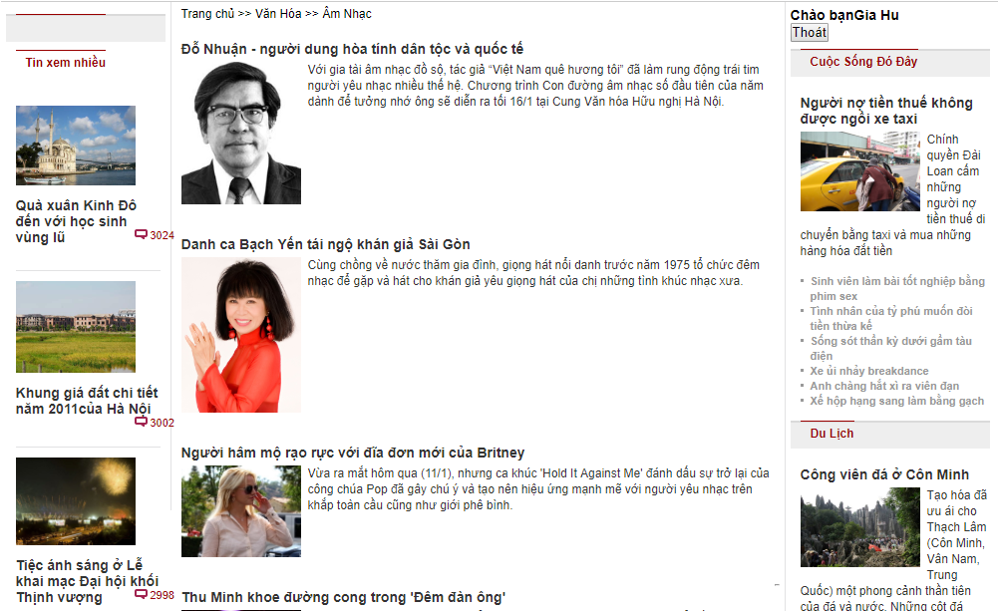 Tin xem nhiều
Quà xuân Kinh Đô
đến với học sinh
vùng lũ
3024
Khung giá đất chi tiết
năm 2011của Hà Nội
3002
Tiệc ánh sáng ở Lễ
khai mạc Đại hội khối
Thịnh vượng
2998
Trang chủ >> Văn Hóa >> Âm Nhạc
Đỗ Nhuận - người dung hòa tính dân tộc và quốc tế
Với gia tài âm nhạc đồ sộ, tác giả “Việt Nam quê hương tôi” đã làm rung động trái tim
người yêu nhạc nhiều thế hệ. Chương trình Con đường âm nhạc số đầu tiên của năm
dành để tưởng nhớ ông sẽ diễn ra tối 16/1 tại Cung Văn hóa Hữu nghị Hà Nội.
Danh ca Bạch Yến tái ngộ khán giả Sài Gòn
Cùng chồng về nước thăm gia đình, giọng hát nổi danh trước năm 1975 tổ chức đêm
nhạc để gặp và hát cho khán giả yêu giọng hát của chị những tình khúc nhạc xưa.
Người hâm mộ rạo rực với đĩa đơn mới của Britney
Vừa ra mắt hôm qua (11/1), nhưng ca khúc 'Hold It Against Me' đánh dấu sự trở lại của
công chúa Pop đã gây chú ý và tạo nên hiệu ứng mạnh mẽ với người yêu nhạc trên
khắp toàn cầu cũng như giới phê bình.
Thu Minh khoe đường cong trong 'Đêm đàn ông'
Chào bạnGia Hu
Thoát
Cuộc Sống Đó Đây
Người nợ tiền thuế không
được ngồi xe taxi
Chính
quyền Đài
Loan cấm
những
người nợ
tiền thuế di
chuyển bằng taxi và mua những
hàng hóa đắt tiền
Sinh viên làm bài tốt nghiệp bằng
phim sex
Tình nhân của tỷ phú muốn đòi
tiền thừa kế
Sống sót thần kỳ dưới gầm tàu
điện
Xe ủi nhảy breakdance
Anh chàng hắt xì ra viên đạn
Xế hộp hạng sang làm bằng gạch
Du Lịch
Công viên đá ở Côn Minh
Tạo hóa đã
ưu ái cho
Thạch Lâm
(Côn Minh,
Vân Nam,
Trung
Quốc) một phong cảnh thần tiên
của đá và nước. Những cột đá